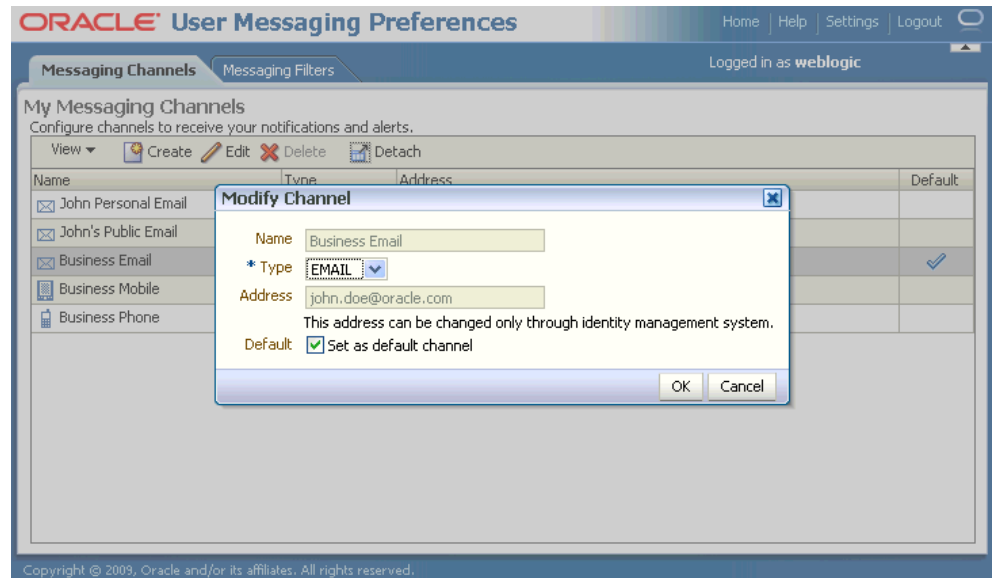 ORACLE User Messaging Preferences
Home | Help | Settings | Logout
Messaging Channels Messaging Filters
Logged in as weblogic
My Messaging Channels
Configure channels to receive your notifications and alerts.
View Create Edit Delete Detach
Name Type Address Default
John Personal Email
John's Public Email
Business Email
Business Mobile
Business Phone
Modify Channel
Name Business Email
* Type EMAIL
Address john.doe@oracle.com
This address can be changed only through identity management system.
Default Set as default channel
OK Cancel
Copyright © 2009, Oracle and/or its affiliates. All rights reserved.